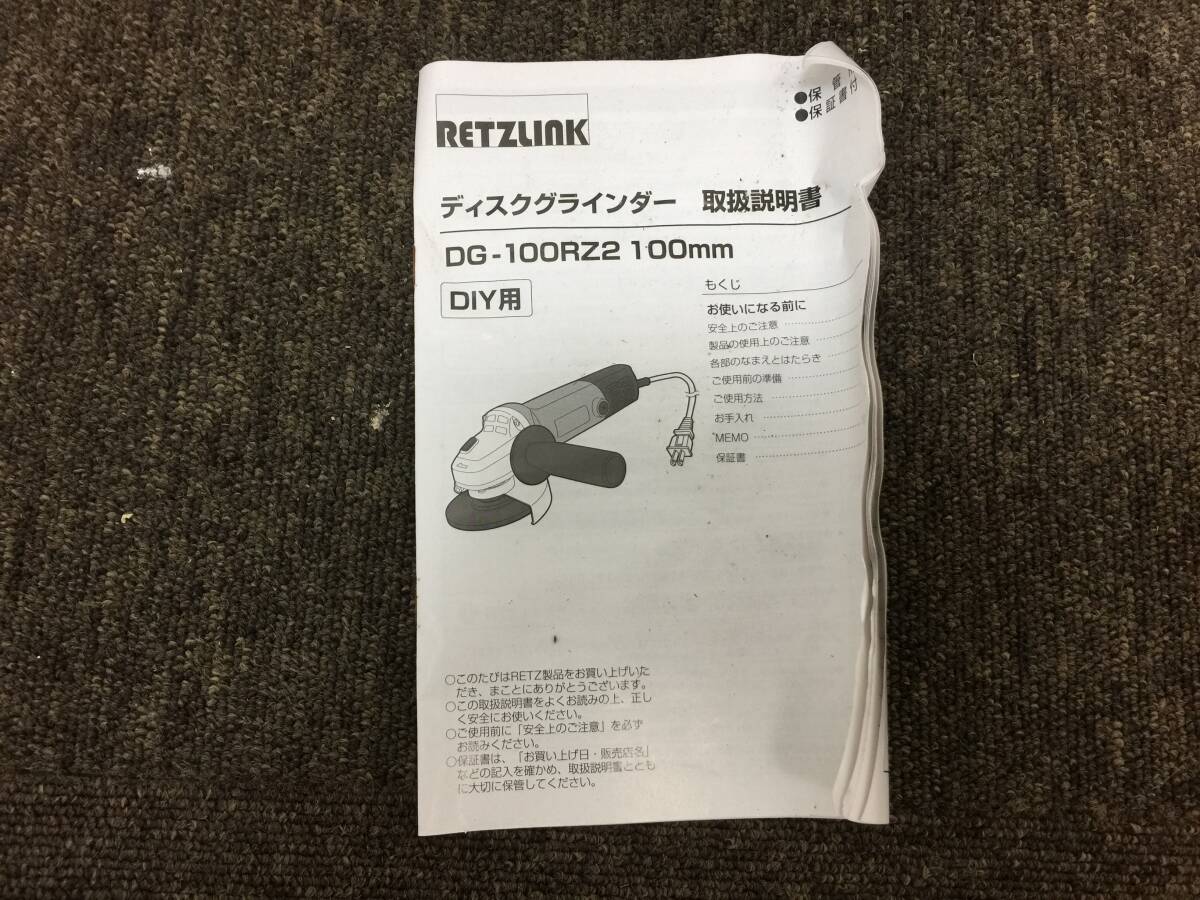 RETZLINK
●保 管
●保証書付
ディスクグラインダー 取扱説明書
DG-100RZ2 100mm
DIY用
もくじ
お使いになる前に
安全上のご注意
製品の使用上のご注意
各部のなまえとはたらき
ご使用前の準備
ご使用方法
お手入れ
MEMO
保証書
○このたびはRETZ製品をお買い上げいた
だき、まことにありがとうございます。
○この取扱説明書をよくお読みの上、正し
く安全にお使いください。
○ご使用前に「安全上のご注意」を必ず
お読みください。
○保証書は、「お買い上げ日・販売店名」
などの記入を確かめ、取扱説明書ととも
に大切に保管してください。